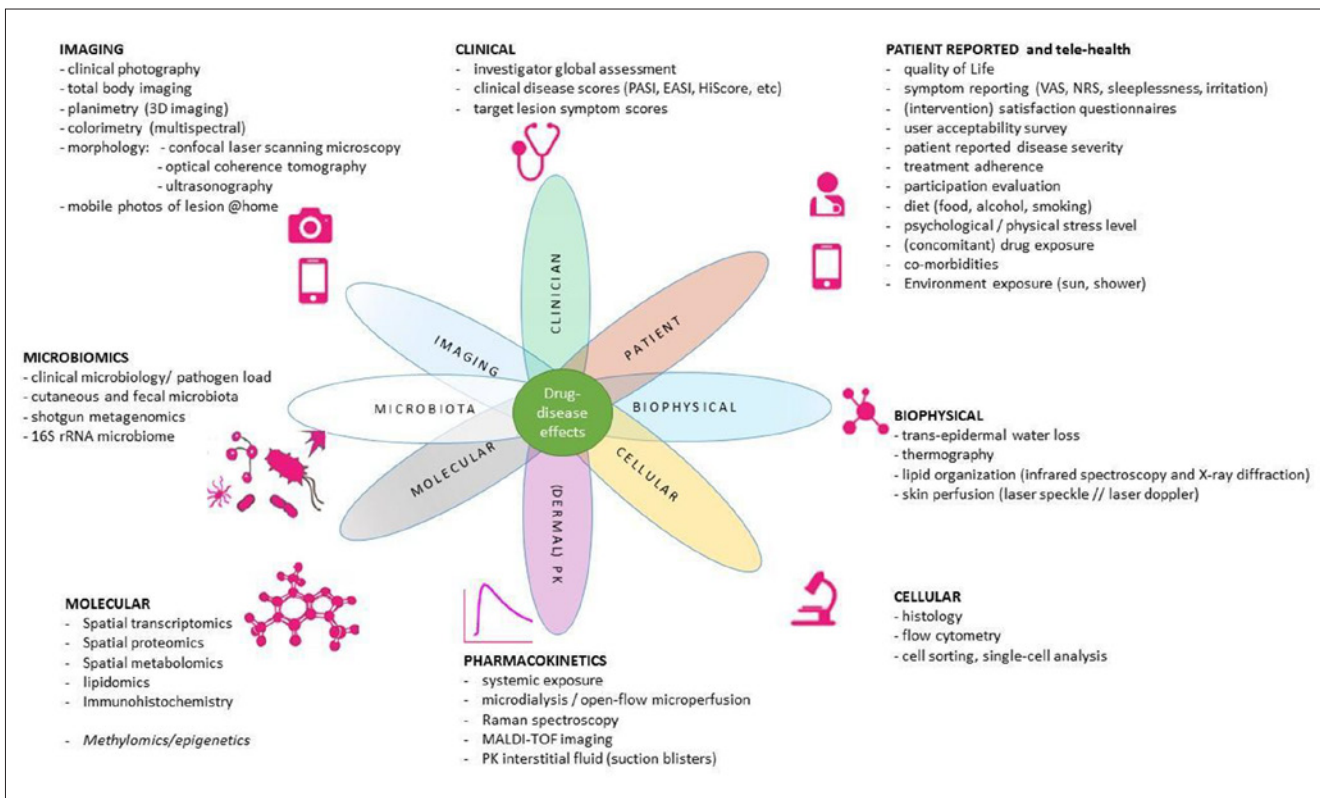 IMAGING
- clinical photography
- total body imaging
- planimetry (3D imaging)
- colorimetry (multispectral)
- morphology: - confocal laser scanning microscopy
- optical coherence tomography
- ultrasonography
- mobile photos of lesion @home
CLINICAL
- investigator global assessment
- clinical disease scores (PASI, EASI, HiScore, etc)
- target lesion symptom scores
PATIENT REPORTED and tele-health
- quality of Life
- symptom reporting (VAS, NRS, sleeplessness, irritation)
- (intervention) satisfaction questionnaires
- user acceptability survey
- patient reported disease severity
- treatment adherence
- participation evaluation
- diet (food, alcohol, smoking)
- psychological / physical stress level
- (concomitant) drug exposure
- co-morbidities
- Environment exposure (sun, shower)
CLINICIAN
PATIENT
IMAGING
MICROBIOTA
Drug-
disease
effects
BIOPHYSICAL
MOLECULAR
CELLULAR
(DERMAL) PK
MICROBIOMICS
- clinical microbiology/ pathogen load
- cutaneous and fecal microbiota
- shotgun metagenomics
- 16S rRNA microbiome
BIOPHYSICAL
- trans-epidermal water loss
- thermography
- lipid organization (infrared spectroscopy and X-ray diffraction)
- skin perfusion (laser speckle // laser doppler)
MOLECULAR
- Spatial transcriptomics
- Spatial proteomics
- Spatial metabolomics
- lipidomics
- Immunohistochemistry
- Methylomics/epigenetics
PHARMACOKINETICS
- systemic exposure
- microdialysis / open-flow microperfusion
- Raman spectroscopy
- MALDI-TOF imaging
- PK interstitial fluid (suction blisters)
CELLULAR
- histology
- flow cytometry
- cell sorting, single-cell analysis